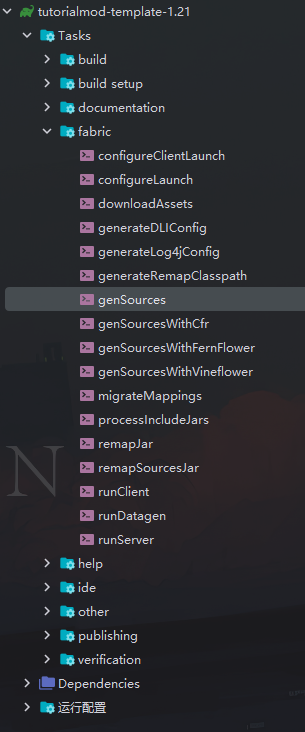 tutorialmod-template-1.21
Tasks
build
build setup
documentation
fabric
configureClientLaunch
configureLaunch
downloadAssets
generateDLIConfig
generateLog4jConfig
generateRemapClasspath
genSources
genSourcesWithCfr
genSourcesWithFernFlower
genSourcesWithVineflower
migrateMappings
processIncludeJars
remapJar
remapSourcesJar
runClient
runDatagen
runServer
help
ide
other
publishing
verification
Dependencies
运行配置
N